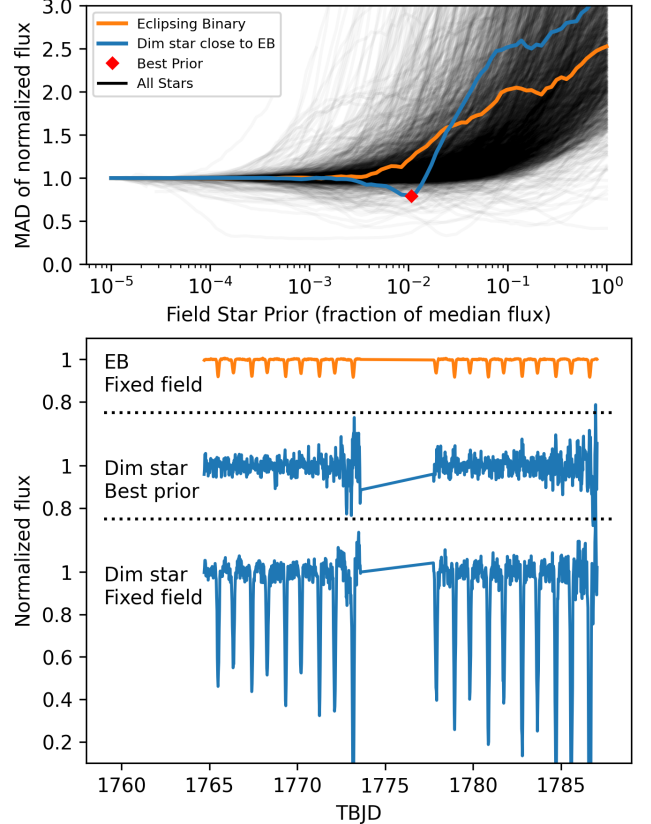 3.0
2.5
2.0
1.5
1.0
0.5
0.0
MAD of normalized flux
Eclipsing Binary
Dim star close to EB
Best Prior
All Stars
10⁻⁵ 10⁻⁴ 10⁻³ 10⁻² 10⁻¹ 10⁰
Field Star Prior (fraction of median flux)
1
0.8
1
0.8
1
0.8
0.6
0.4
0.2
Normalized flux
EB
Fixed field
Dim star
Best prior
Dim star
Fixed field
1760 1765 1770 1775 1780 1785
TBJD